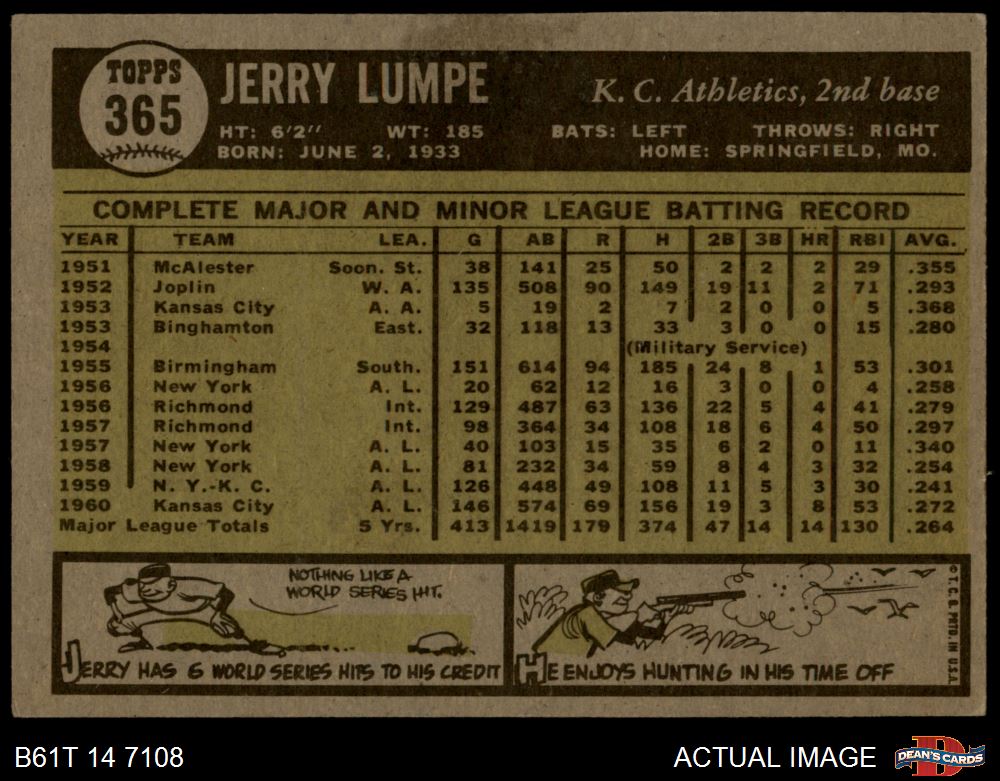 TOPPS
365
JERRY LUMPE
K. C. Athletics, 2nd base
HT: 6'2" WT: 185 BATS: LEFT THROWS: RIGHT
BORN: JUNE 2, 1933 HOME: SPRINGFIELD, MO.
COMPLETE MAJOR AND MINOR LEAGUE BATTING RECORD
YEAR TEAM LEA. G AB R H 2B 3B HR RBI AVG.
1951 McAlester Soon. St. 38 141 25 50 2 2 2 29 .355
1952 Joplin W. A. 135 508 90 149 19 11 2 71 .293
1953 Kansas City A. A. 5 19 2 7 2 0 0 5 .368
1953 Binghamton East. 32 118 13 33 3 0 0 15 .280
1954 (Military Service)
1955 Birmingham South. 151 614 94 185 24 8 1 53 .301
1956 New York A. L. 20 62 12 16 3 0 0 4 .258
1956 Richmond Int. 129 487 63 136 22 5 4 41 .279
1957 Richmond Int. 98 364 34 108 18 6 4 50 .297
1957 New York A. L. 40 103 15 35 6 2 0 11 .340
1958 New York A. L. 81 232 34 59 8 4 3 32 .254
1959 N. Y.-K. C. A. L. 126 448 49 108 11 5 3 30 .241
1960 Kansas City A. L. 146 574 69 156 19 3 8 53 .272
Major League Totals 5 Yrs. 413 1419 179 374 47 14 14 130 .264
NOTHING LIKE A
WORLD SERIES HIT.
JERRY HAS 6 WORLD SERIES HITS TO HIS CREDIT
HE ENJOYS HUNTING IN HIS TIME OFF
© T. C. G. PRTD. IN U.S.A.
B61T 14 7108
ACTUAL IMAGE
D
DEAN'S CARDS